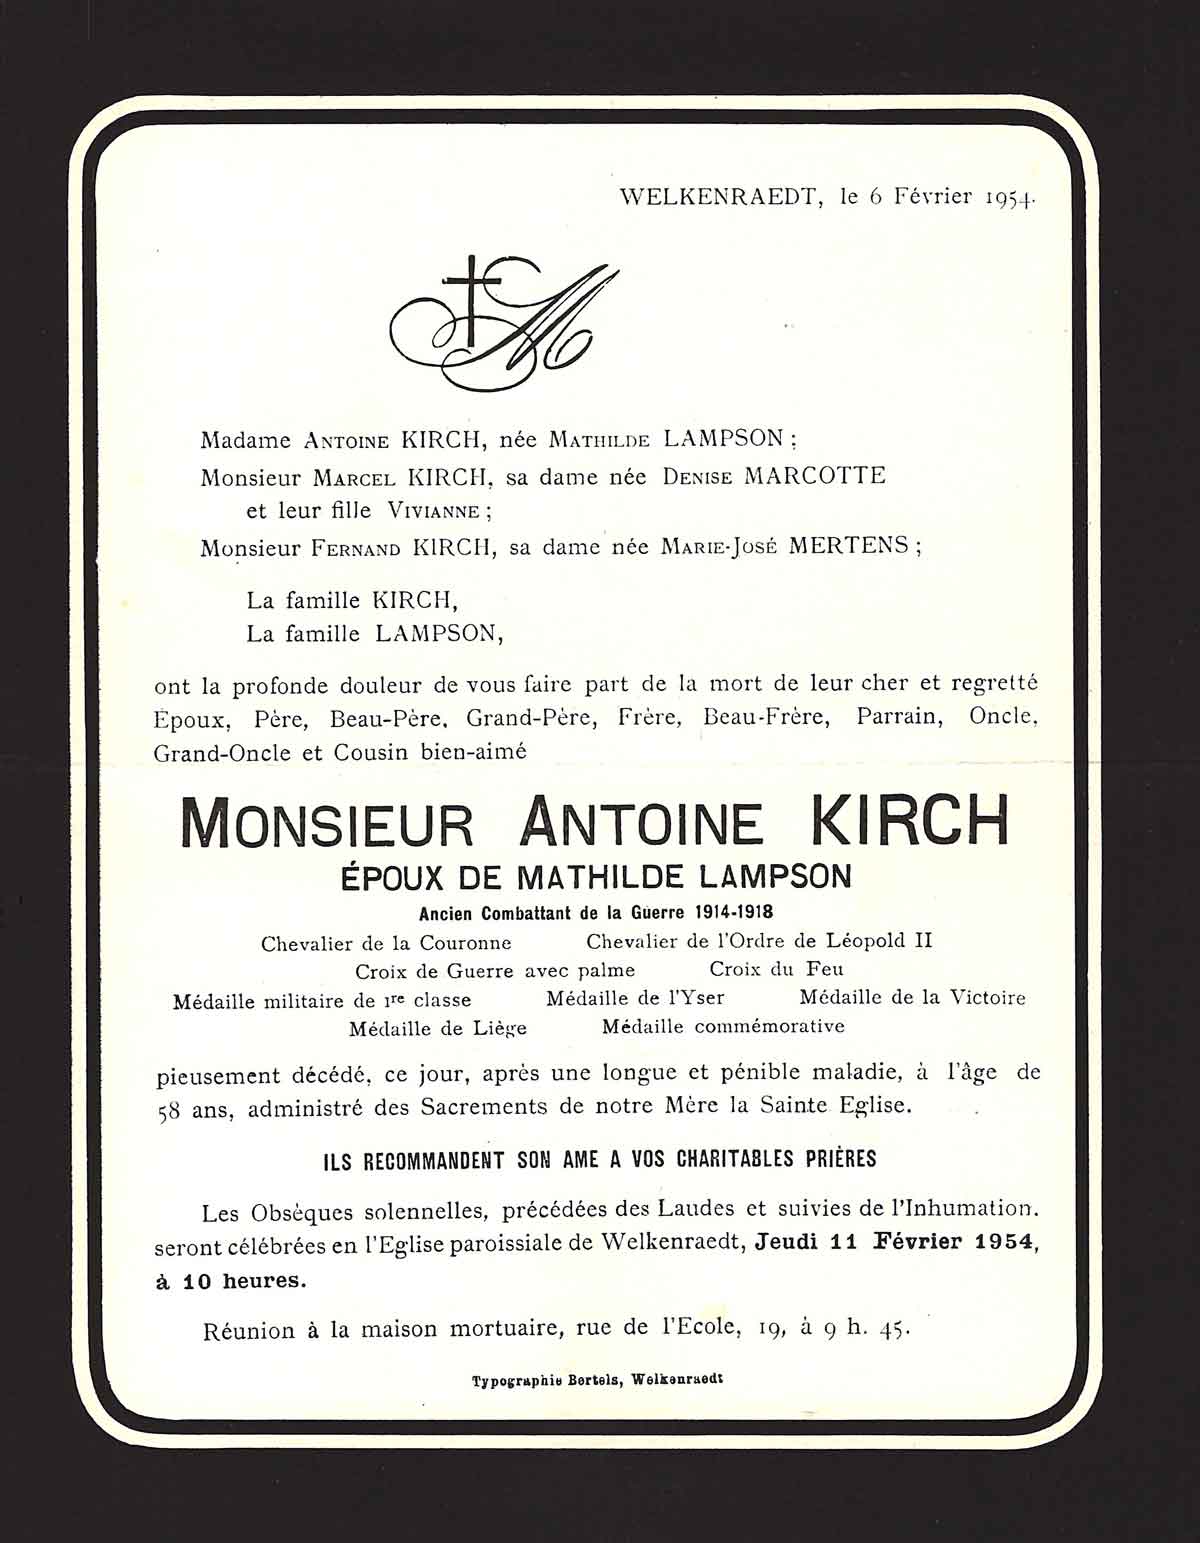 WELKENRAEDT, le 6 Février 1954.
M
Madame ANTOINE KIRCH, née MATHILDE LAMPSON ;
Monsieur MARCEL KIRCH, sa dame née DENISE MARCOTTE
et leur fille VIVIANNE ;
Monsieur FERNAND KIRCH, sa dame née MARIE-JOSÉ MERTENS ;
La famille KIRCH,
La famille LAMPSON,
ont la profonde douleur de vous faire part de la mort de leur cher et regretté
Epoux, Père, Beau-Père, Grand-Père, Frère, Beau-Frère, Parrain, Oncle,
Grand-Oncle et Cousin bien-aimé
MONSIEUR ANTOINE KIRCH
ÉPOUX DE MATHILDE LAMPSON
Ancien Combattant de la Guerre 1914-1918
Chevalier de la Couronne Chevalier de l'Ordre de Léopold II
Croix de Guerre avec palme Croix du Feu
Médaille militaire de 1re classe Médaille de l'Yser Médaille de la Victoire
Médaille de Liège Médaille commémorative
pieusement décédé, ce jour, après une longue et pénible maladie, à l'âge de
58 ans, administré des Sacrements de notre Mère la Sainte Eglise.
ILS RECOMMANDENT SON AME A VOS CHARITABLES PRIÈRES
Les Obsèques solennelles, précédées des Laudes et suivies de l'Inhumation,
seront célébrées en l'Eglise paroissiale de Welkenraedt, Jeudi 11 Février 1954,
à 10 heures.
Réunion à la maison mortuaire, rue de l'Ecole, 19, à 9 h. 45.
Typographie Bertels, Welkenraedt